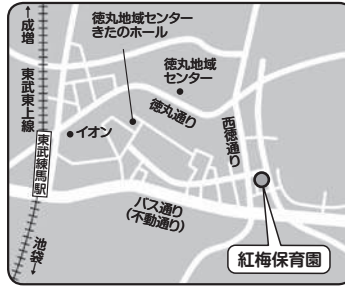 ←成増
東武東上線
東武練馬駅
池袋→
徳丸地域センター
きたのホール
徳丸地域
センター
イオン
徳丸通り
西徳通り
バス通り
(不動通り)
紅梅保育園